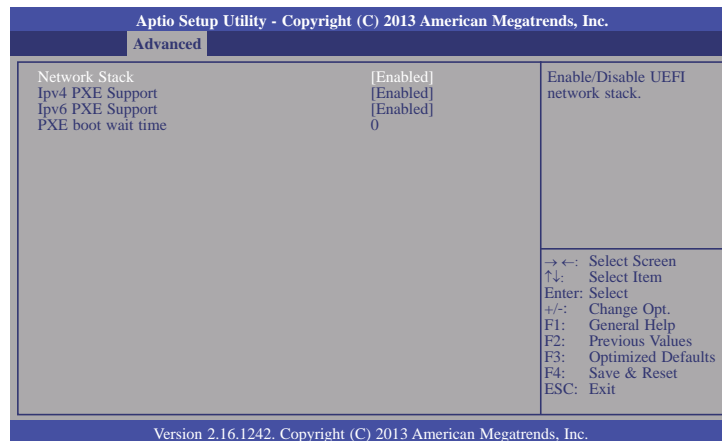 Aptio Setup Utility - Copyright (C) 2013 American Megatrends, Inc.
Advanced
Network Stack [Enabled]
Ipv4 PXE Support [Enabled]
Ipv6 PXE Support [Enabled]
PXE boot wait time 0
Enable/Disable UEFI
network stack.
→←: Select Screen
↑↓: Select Item
Enter: Select
+/-: Change Opt.
F1: General Help
F2: Previous Values
F3: Optimized Defaults
F4: Save & Reset
ESC: Exit
Version 2.16.1242. Copyright (C) 2013 American Megatrends, Inc.